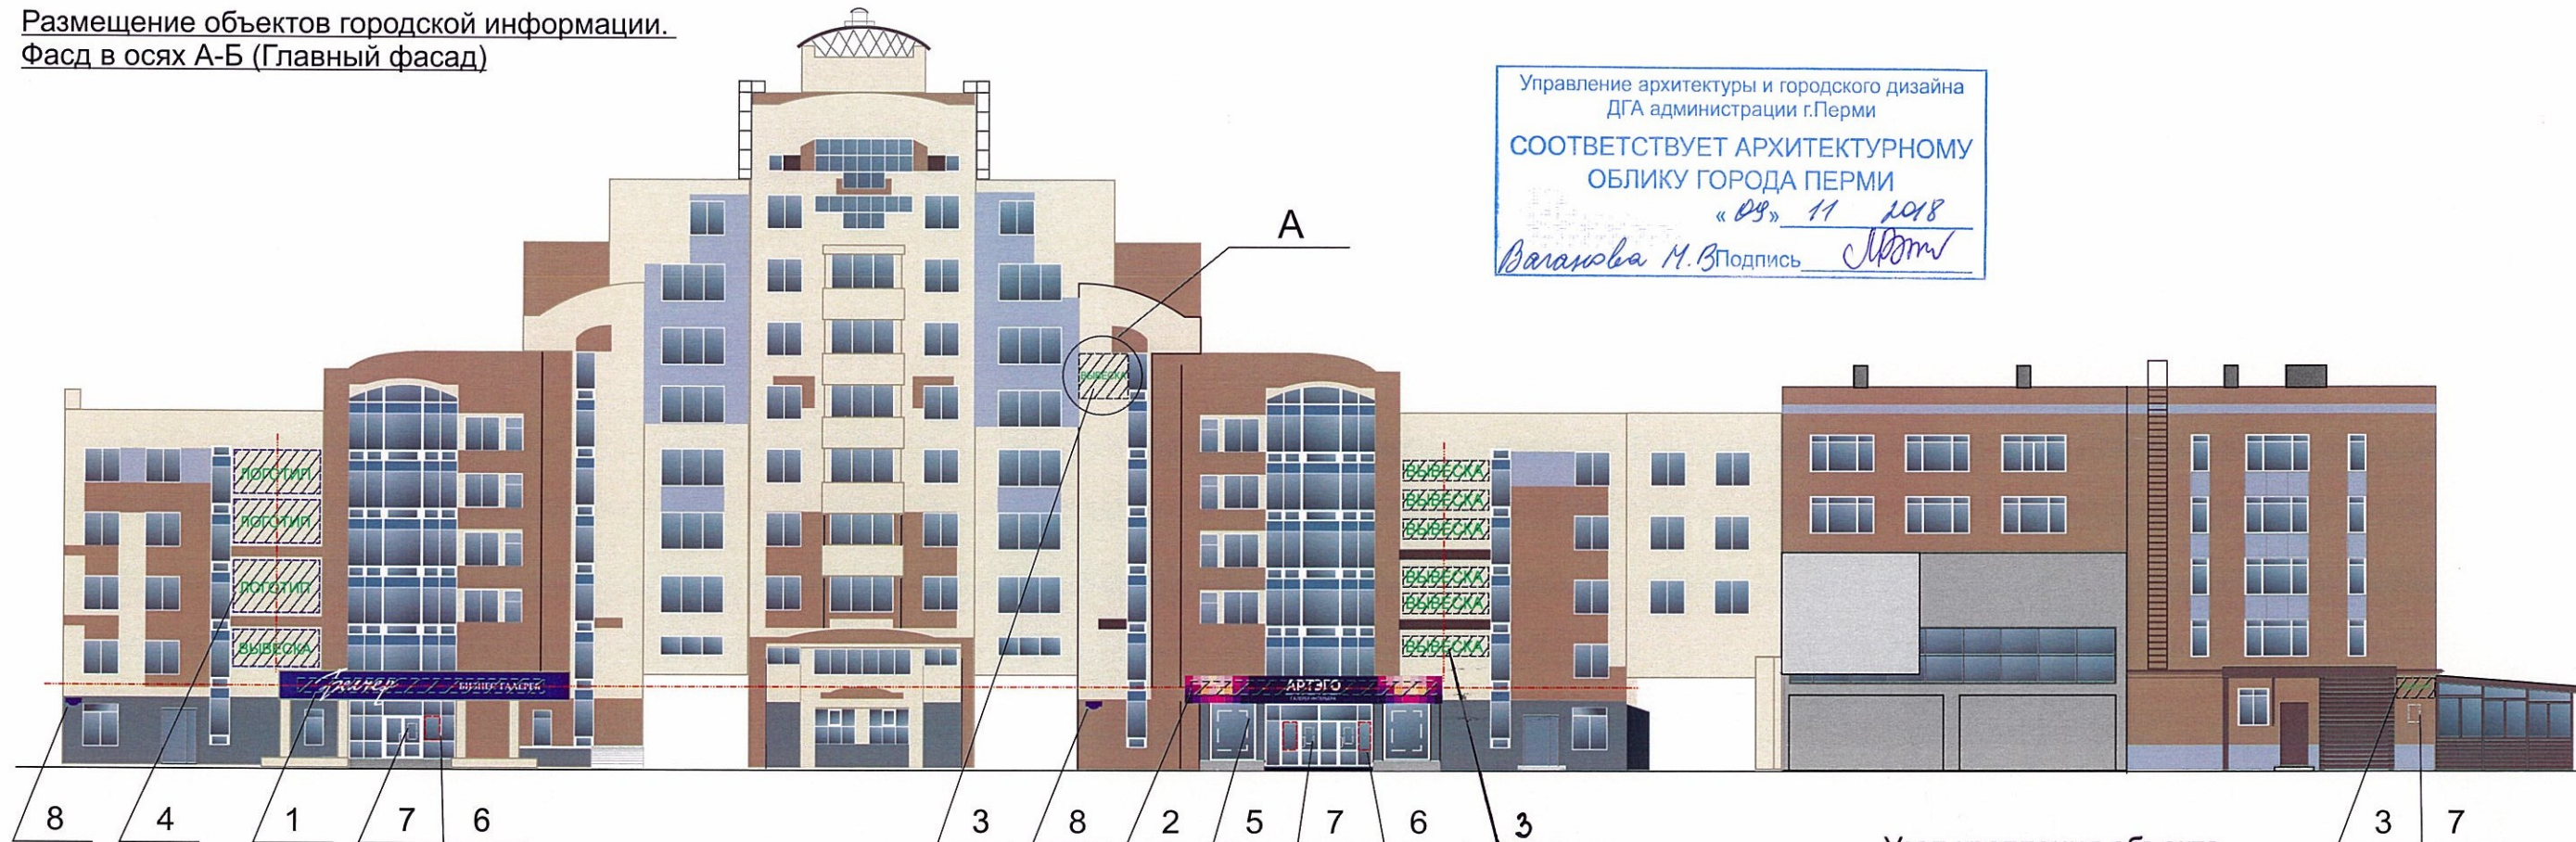 Размещение объектов городской информации.
Фасд в осях А-Б (Главный фасад)
Управление архитектуры и городского дизайна
ДГА администрации г.Перми
СООТВЕТСТВУЕТ АРХИТЕКТУРНОМУ
ОБЛИКУ ГОРОДА ПЕРМИ
« 09 » 11 2018
Ваганова М. В Подпись
А
ВЫВЕСКА
ЛОГОТИП
ЛОГОТИП
ЛОГОТИП
ВЫВЕСКА
ВЫВЕСКА
ВЫВЕСКА
ВЫВЕСКА
ВЫВЕСКА
ВЫВЕСКА
ВЫВЕСКА
БИЗНЕС ГАЛЕРЕЯ
АРТЭГО
8 4 1 7 6 3 8 2 5 7 6 3 3 7